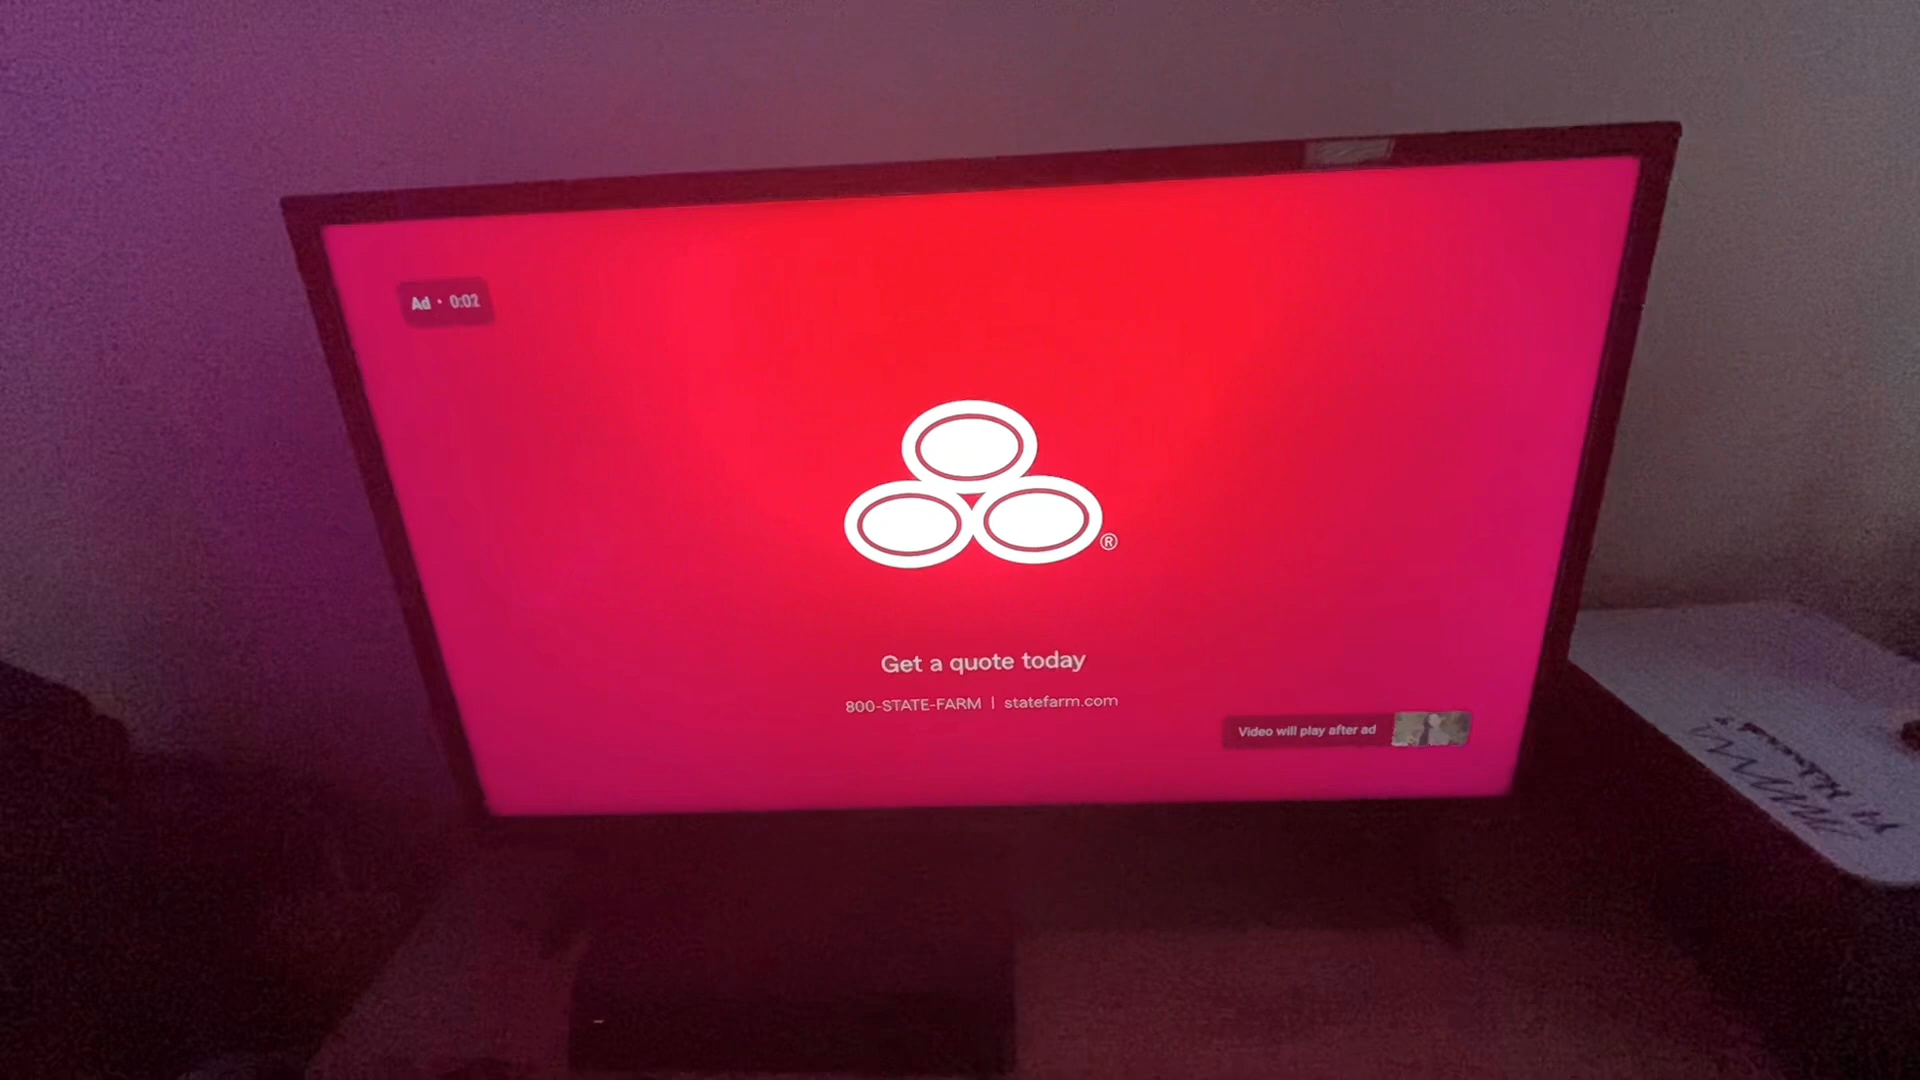 Ad · 0:02
®
Get a quote today
800-STATE-FARM | statefarm.com
Video will play after ad